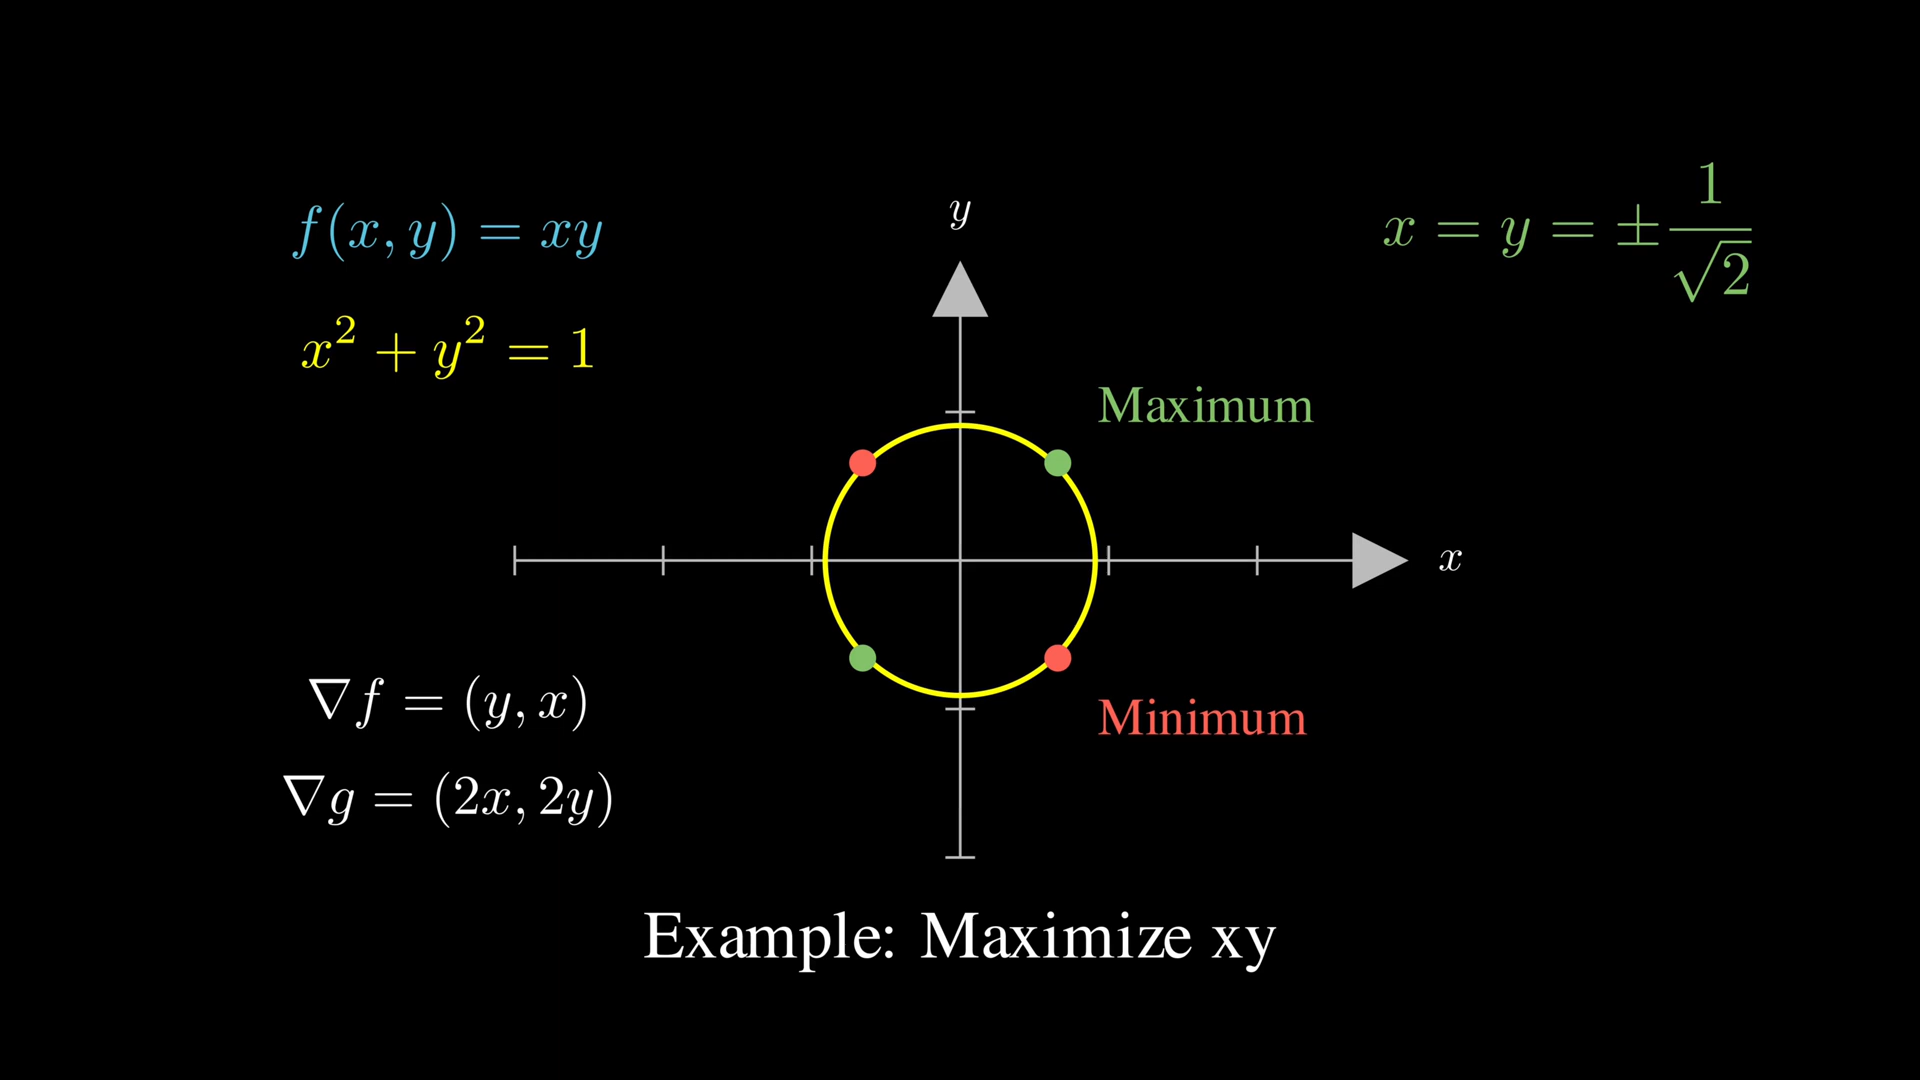 f(x, y) = xy
x² + y² = 1
y
x = y = ± 1/√2
Maximum
x
Minimum
∇f = (y, x)
∇g = (2x, 2y)
Example: Maximize xy